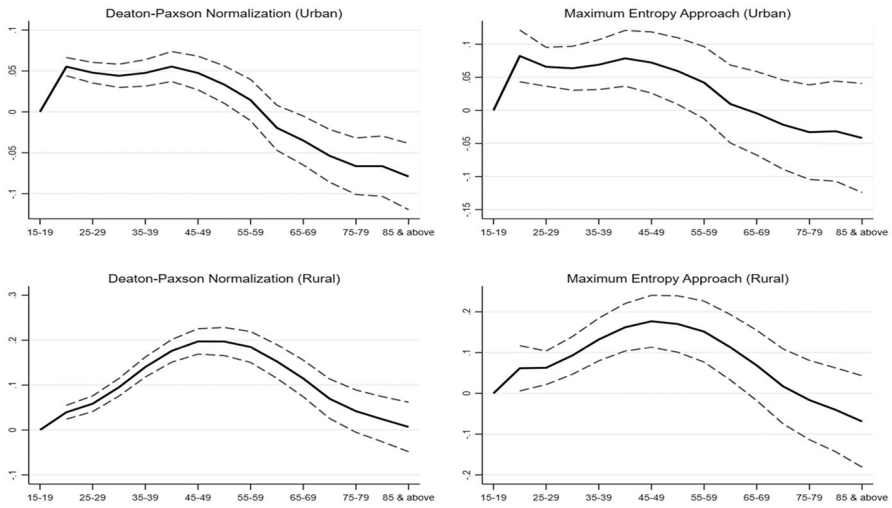 Deaton-Paxson Normalization (Urban)
.1
.05
0
-.05
-.1
15-19 25-29 35-39 45-49 55-59 65-69 75-79 85 & above
Maximum Entropy Approach (Urban)
.1
.05
0
-.05
-.1
-.15
15-19 25-29 35-39 45-49 55-59 65-69 75-79 85 & above
Deaton-Paxson Normalization (Rural)
.3
.2
.1
0
-.1
15-19 25-29 35-39 45-49 55-59 65-69 75-79 85 & above
Maximum Entropy Approach (Rural)
.2
.1
0
-.1
-.2
15-19 25-29 35-39 45-49 55-59 65-69 75-79 85 & above